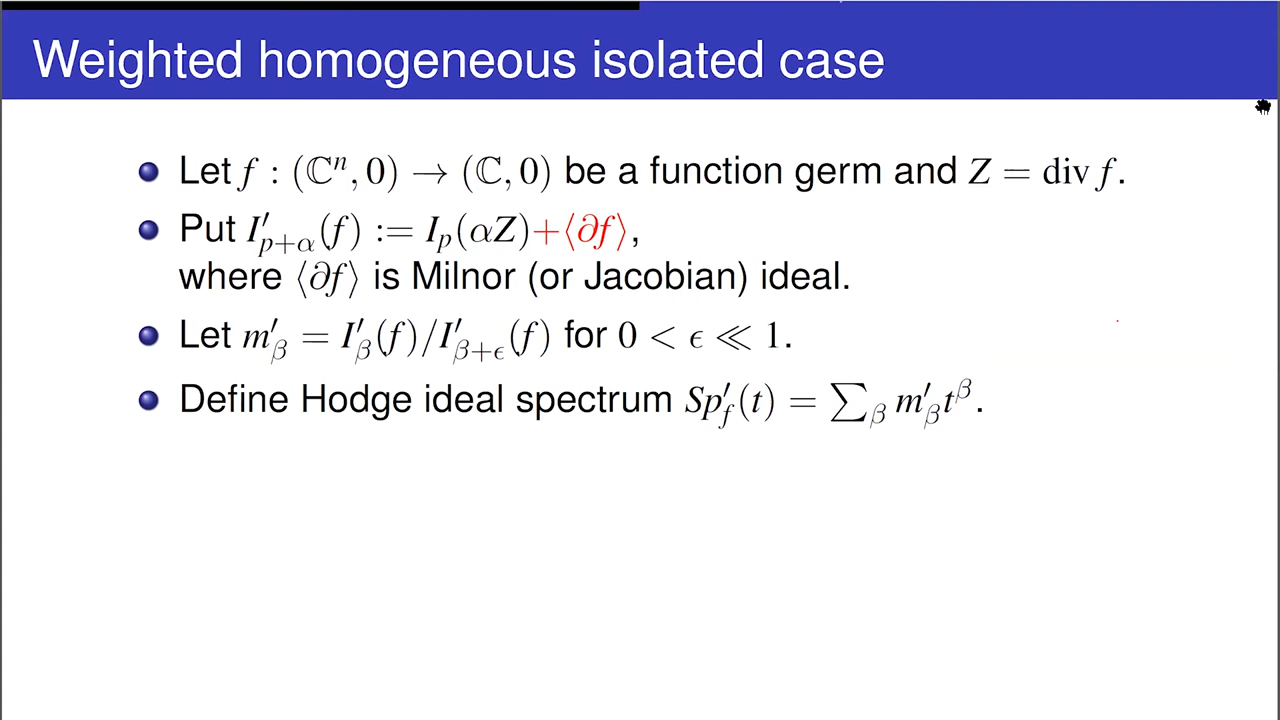 Weighted homogeneous isolated case
Let f : (ℂⁿ, 0) → (ℂ, 0) be a function germ and Z = div f.
Put I′_{p+α}(f) := I_p(αZ)+⟨∂f⟩,
where ⟨∂f⟩ is Milnor (or Jacobian) ideal.
Let m′_β = I′_β(f)/I′_{β+ϵ}(f) for 0 < ϵ ≪ 1.
Define Hodge ideal spectrum Sp′_f(t) = ∑_β m′_β t^β.